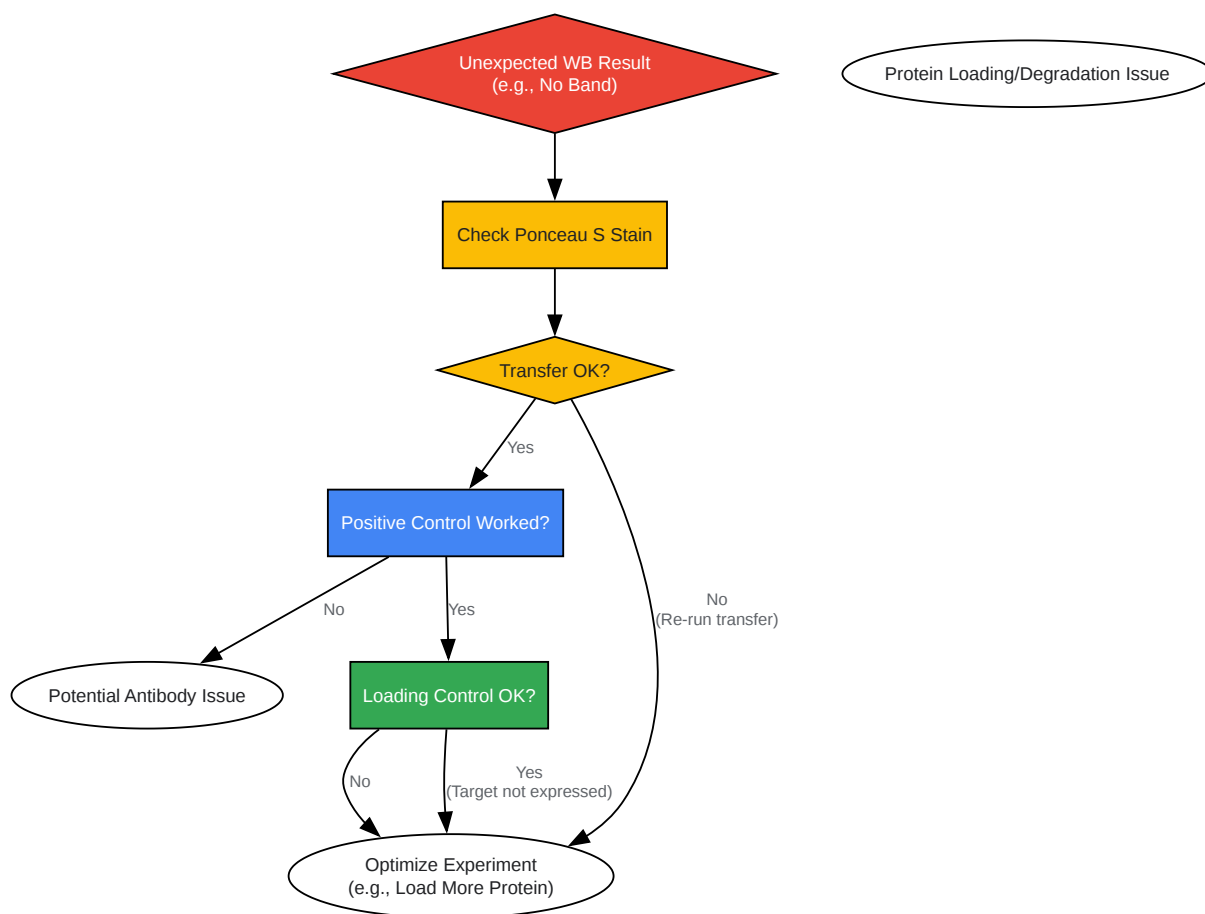 Unexpected WB Result
(e.g., No Band)
Protein Loading/Degradation Issue
Check Ponceau S Stain
Transfer OK?
Yes
Positive Control Worked?
No
(Re-run transfer)
No
Yes
Potential Antibody Issue
Loading Control OK?
No
Yes
(Target not expressed)
Optimize Experiment
(e.g., Load More Protein)